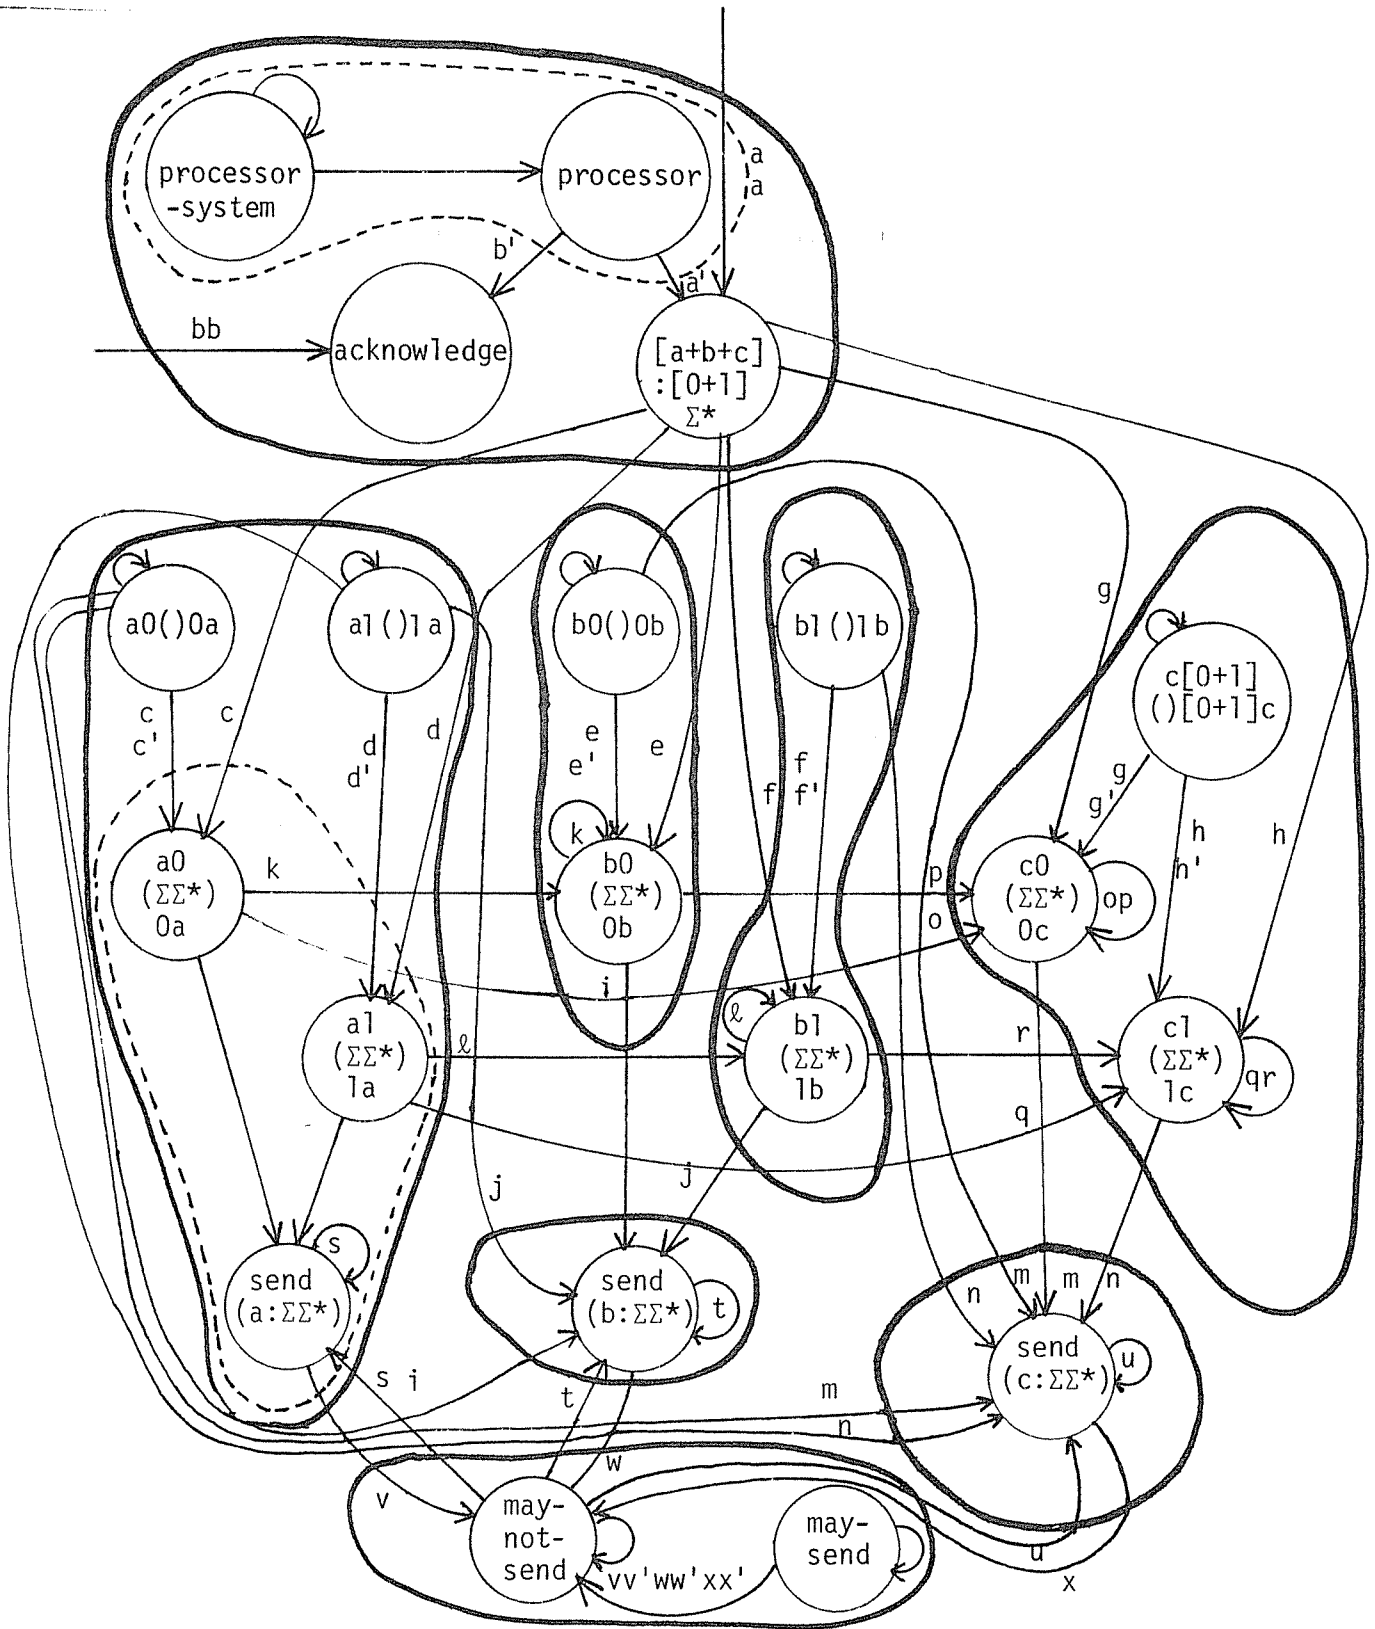 processor
-system
processor
a
a
b'
a'
bb
acknowledge
[a+b+c]
:[0+1]
Σ*
a0()0a
a1()1a
b0()0b
b1()1b
c[0+1]
()[0+1]c
g
c
c'
c
d
d'
d
e
e'
e
f
f
f'
g
g'
h
h'
h
a0
(ΣΣ*)
0a
k
k
b0
(ΣΣ*)
0b
p
o
c0
(ΣΣ*)
0c
op
i
a1
(ΣΣ*)
1a
ℓ
ℓ
b1
(ΣΣ*)
1b
r
q
c1
(ΣΣ*)
1c
qr
j
j
send
(a:ΣΣ*)
s
send
(b:ΣΣ*)
t
n
m
m
n
send
(c:ΣΣ*)
u
s
i
t
m
n
v
w
may-
not-
send
vv'ww'xx'
may-
send
u
x